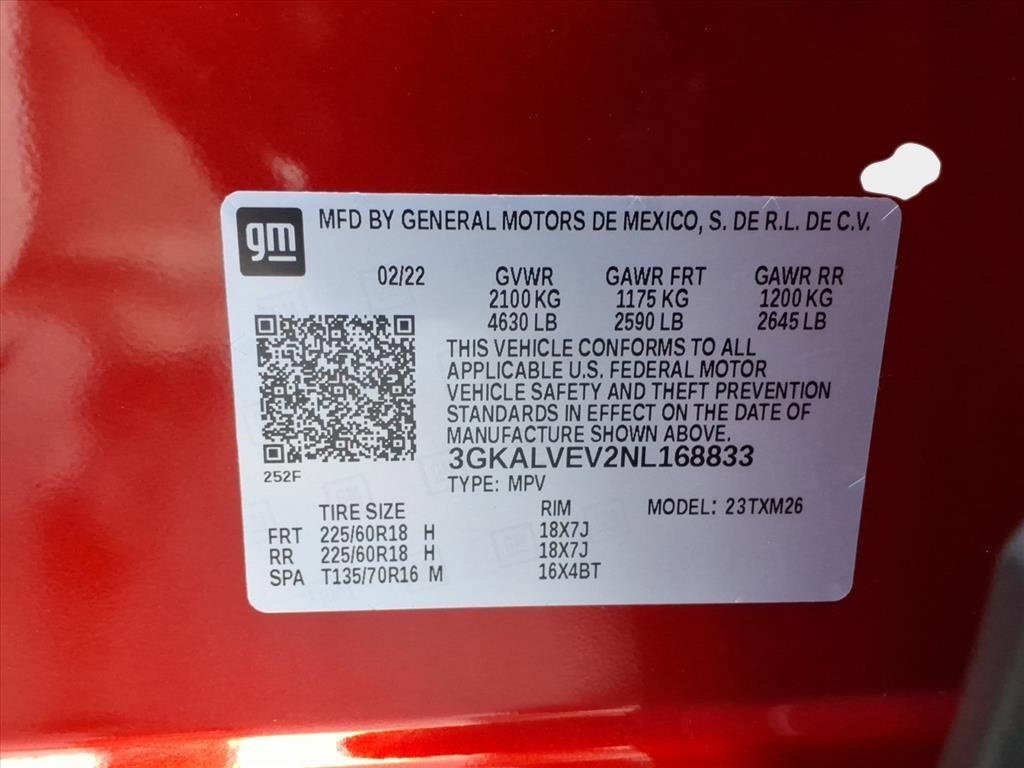 gm
MFD BY GENERAL MOTORS DE MEXICO, S. DE R.L. DE C.V.
02/22 GVWR GAWR FRT GAWR RR
2100 KG 1175 KG 1200 KG
4630 LB 2590 LB 2645 LB
THIS VEHICLE CONFORMS TO ALL
APPLICABLE U.S. FEDERAL MOTOR
VEHICLE SAFETY AND THEFT PREVENTION
STANDARDS IN EFFECT ON THE DATE OF
MANUFACTURE SHOWN ABOVE.
3GKALVEV2NL168833
252F
TYPE: MPV
TIRE SIZE RIM MODEL: 23TXM26
FRT 225/60R18 H 18X7J
RR 225/60R18 H 18X7J
SPA T135/70R16 M 16X4BT